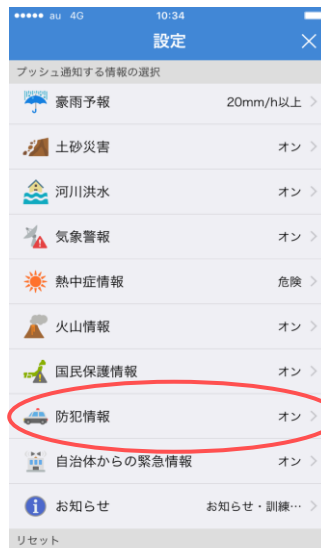 au 4G 10:34
設定
プッシュ通知する情報の選択
豪雨予報 20mm/h以上
土砂災害 オン
河川洪水 オン
気象警報 オン
熱中症情報 危険
火山情報 オン
国民保護情報 オン
防犯情報 オン
自治体からの緊急情報 オン
お知らせ お知らせ・訓練…
リセット